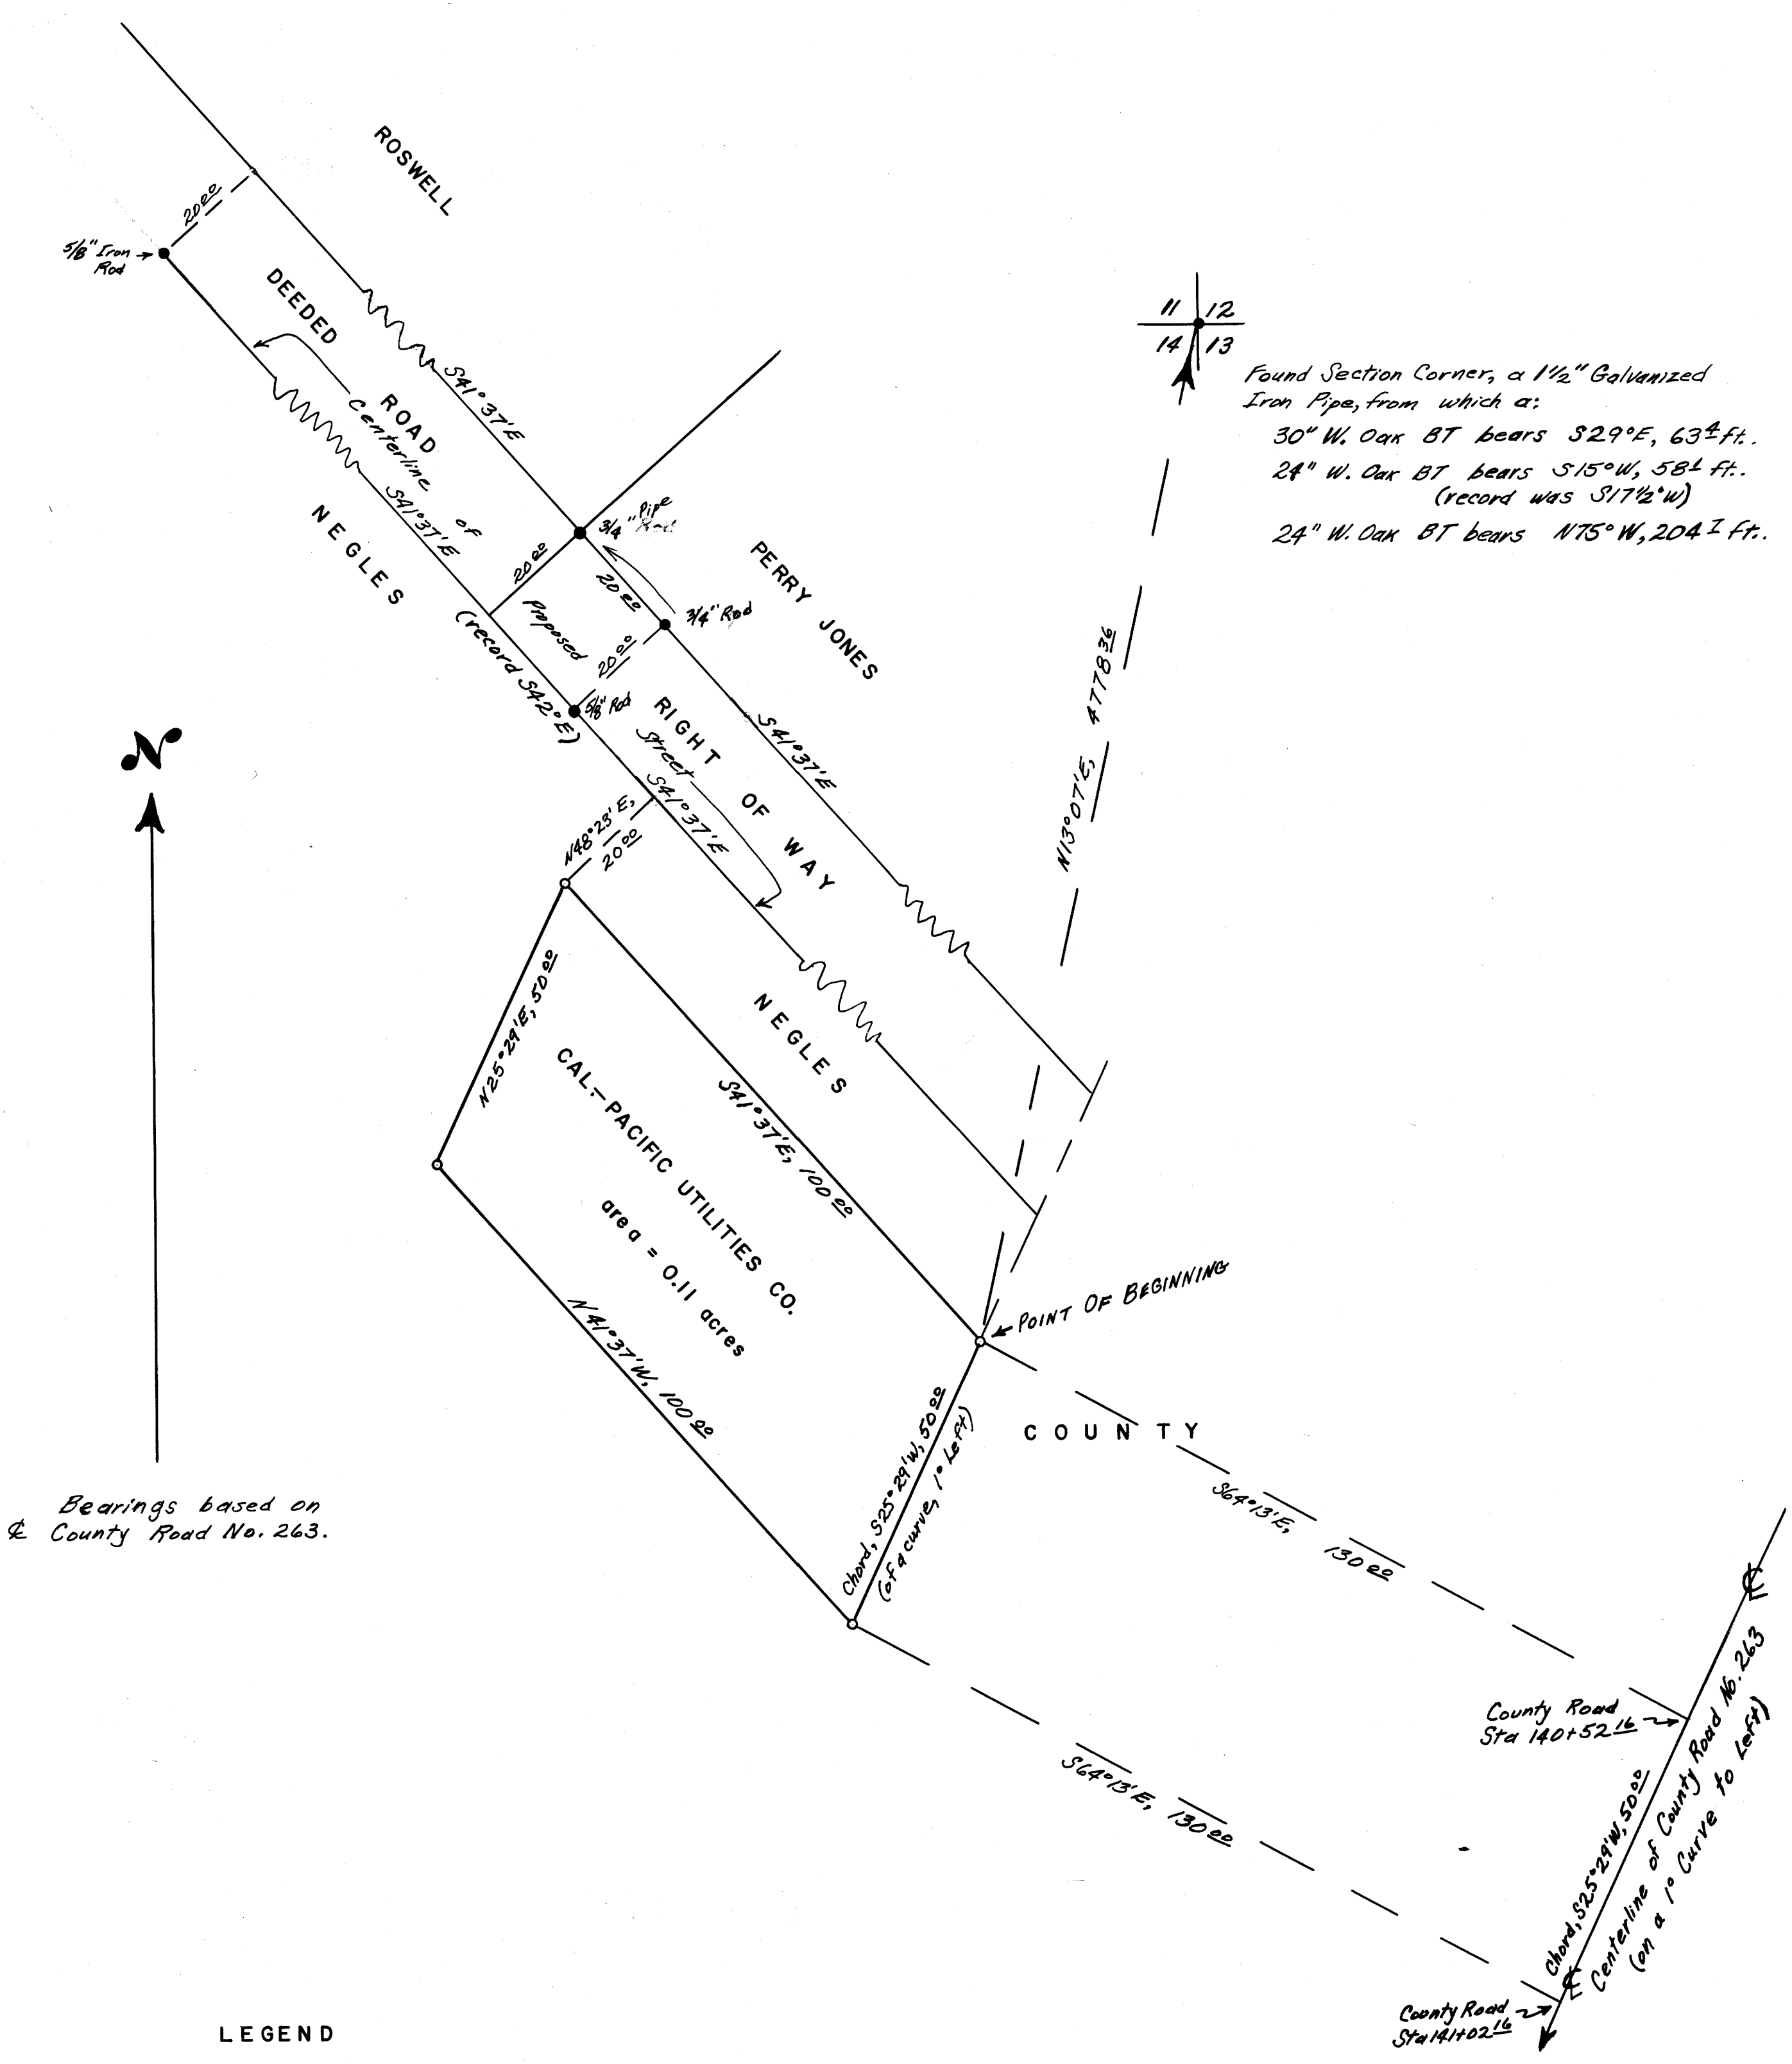 ROSWELL
20 00
5/8" Iron
Rod
DEEDED
ROAD
Centerline
of
S41°37'E
S41°37'E
NEGLES
11 12
14 13
Found Section Corner, a 1½" Galvanized
Iron Pipe, from which a:
30" W. Oak BT bears S29°E, 63 4 ft.
24" W. Oak BT bears S15°W, 58 1 ft.
(record was S17½°W)
24" W. Oak BT bears N75°W, 204 1 ft.
3/4" Pipe
20 00
20 00
Proposed
3/4" Rod
PERRY JONES
20 00
(record S42°E)
5/8" Rod
RIGHT
OF
WAY
Street
S41°37'E
S41°37'E
N13°07'E, 4778 36
N
N48°23'E,
20 00
N25°29'E, 50 00
NEGLES
CAL.-PACIFIC UTILITIES CO.
area = 0.11 acres
S41°37'E, 100 00
N41°37'W, 100 00
POINT OF BEGINNING
Chord, S25°29'W, 50 00
(of a curve, 1° Left)
COUNTY
S64°13'E,
130 00
Bearings based on
℄ County Road No. 263.
℄
County Road
Sta 140+52 16
S64°13'E, 130 00
Chord, S25°29'W, 50 00
Centerline of County Road No. 263
(on a 1° Curve to Left)
℄
County Road
Sta 141+02 16
LEGEND